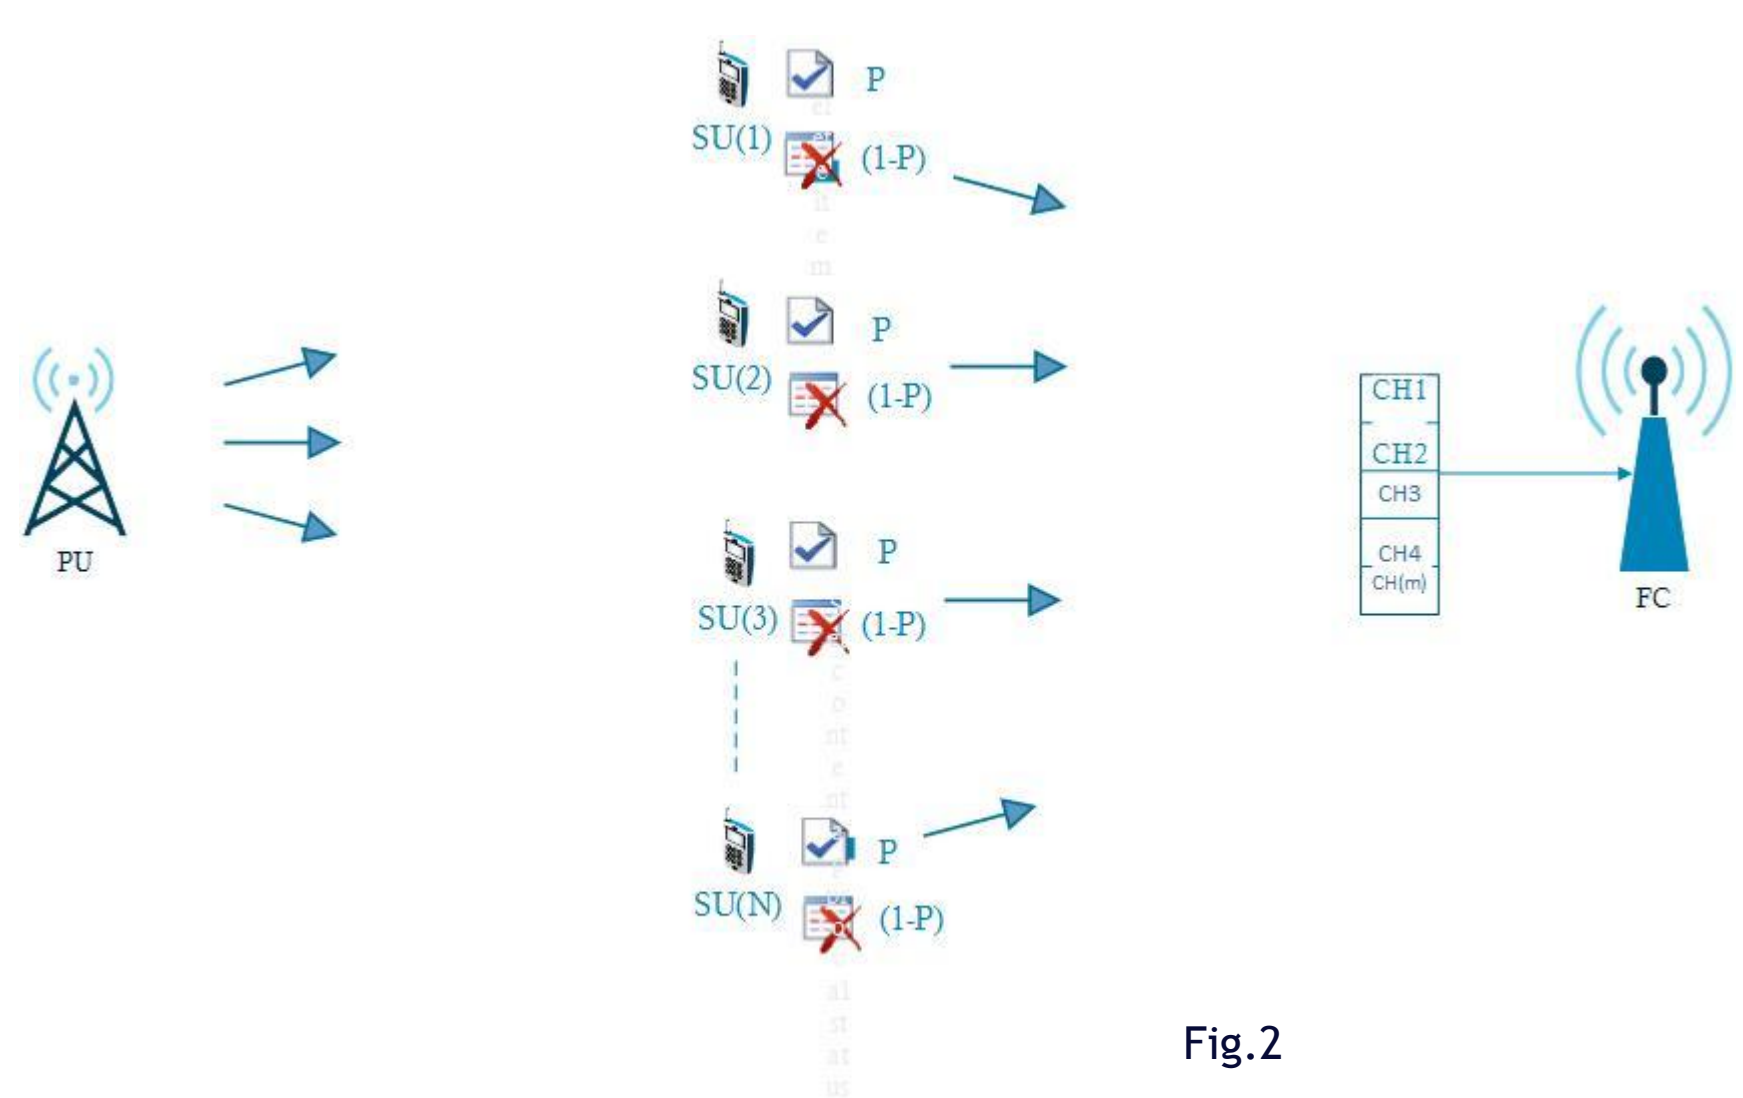 P
SU(1)
(1-P)
P
SU(2)
(1-P)
P
SU(3)
(1-P)
P
SU(N)
(1-P)
PU
CH1
CH2
CH3
CH4
CH(m)
FC
Fig.2